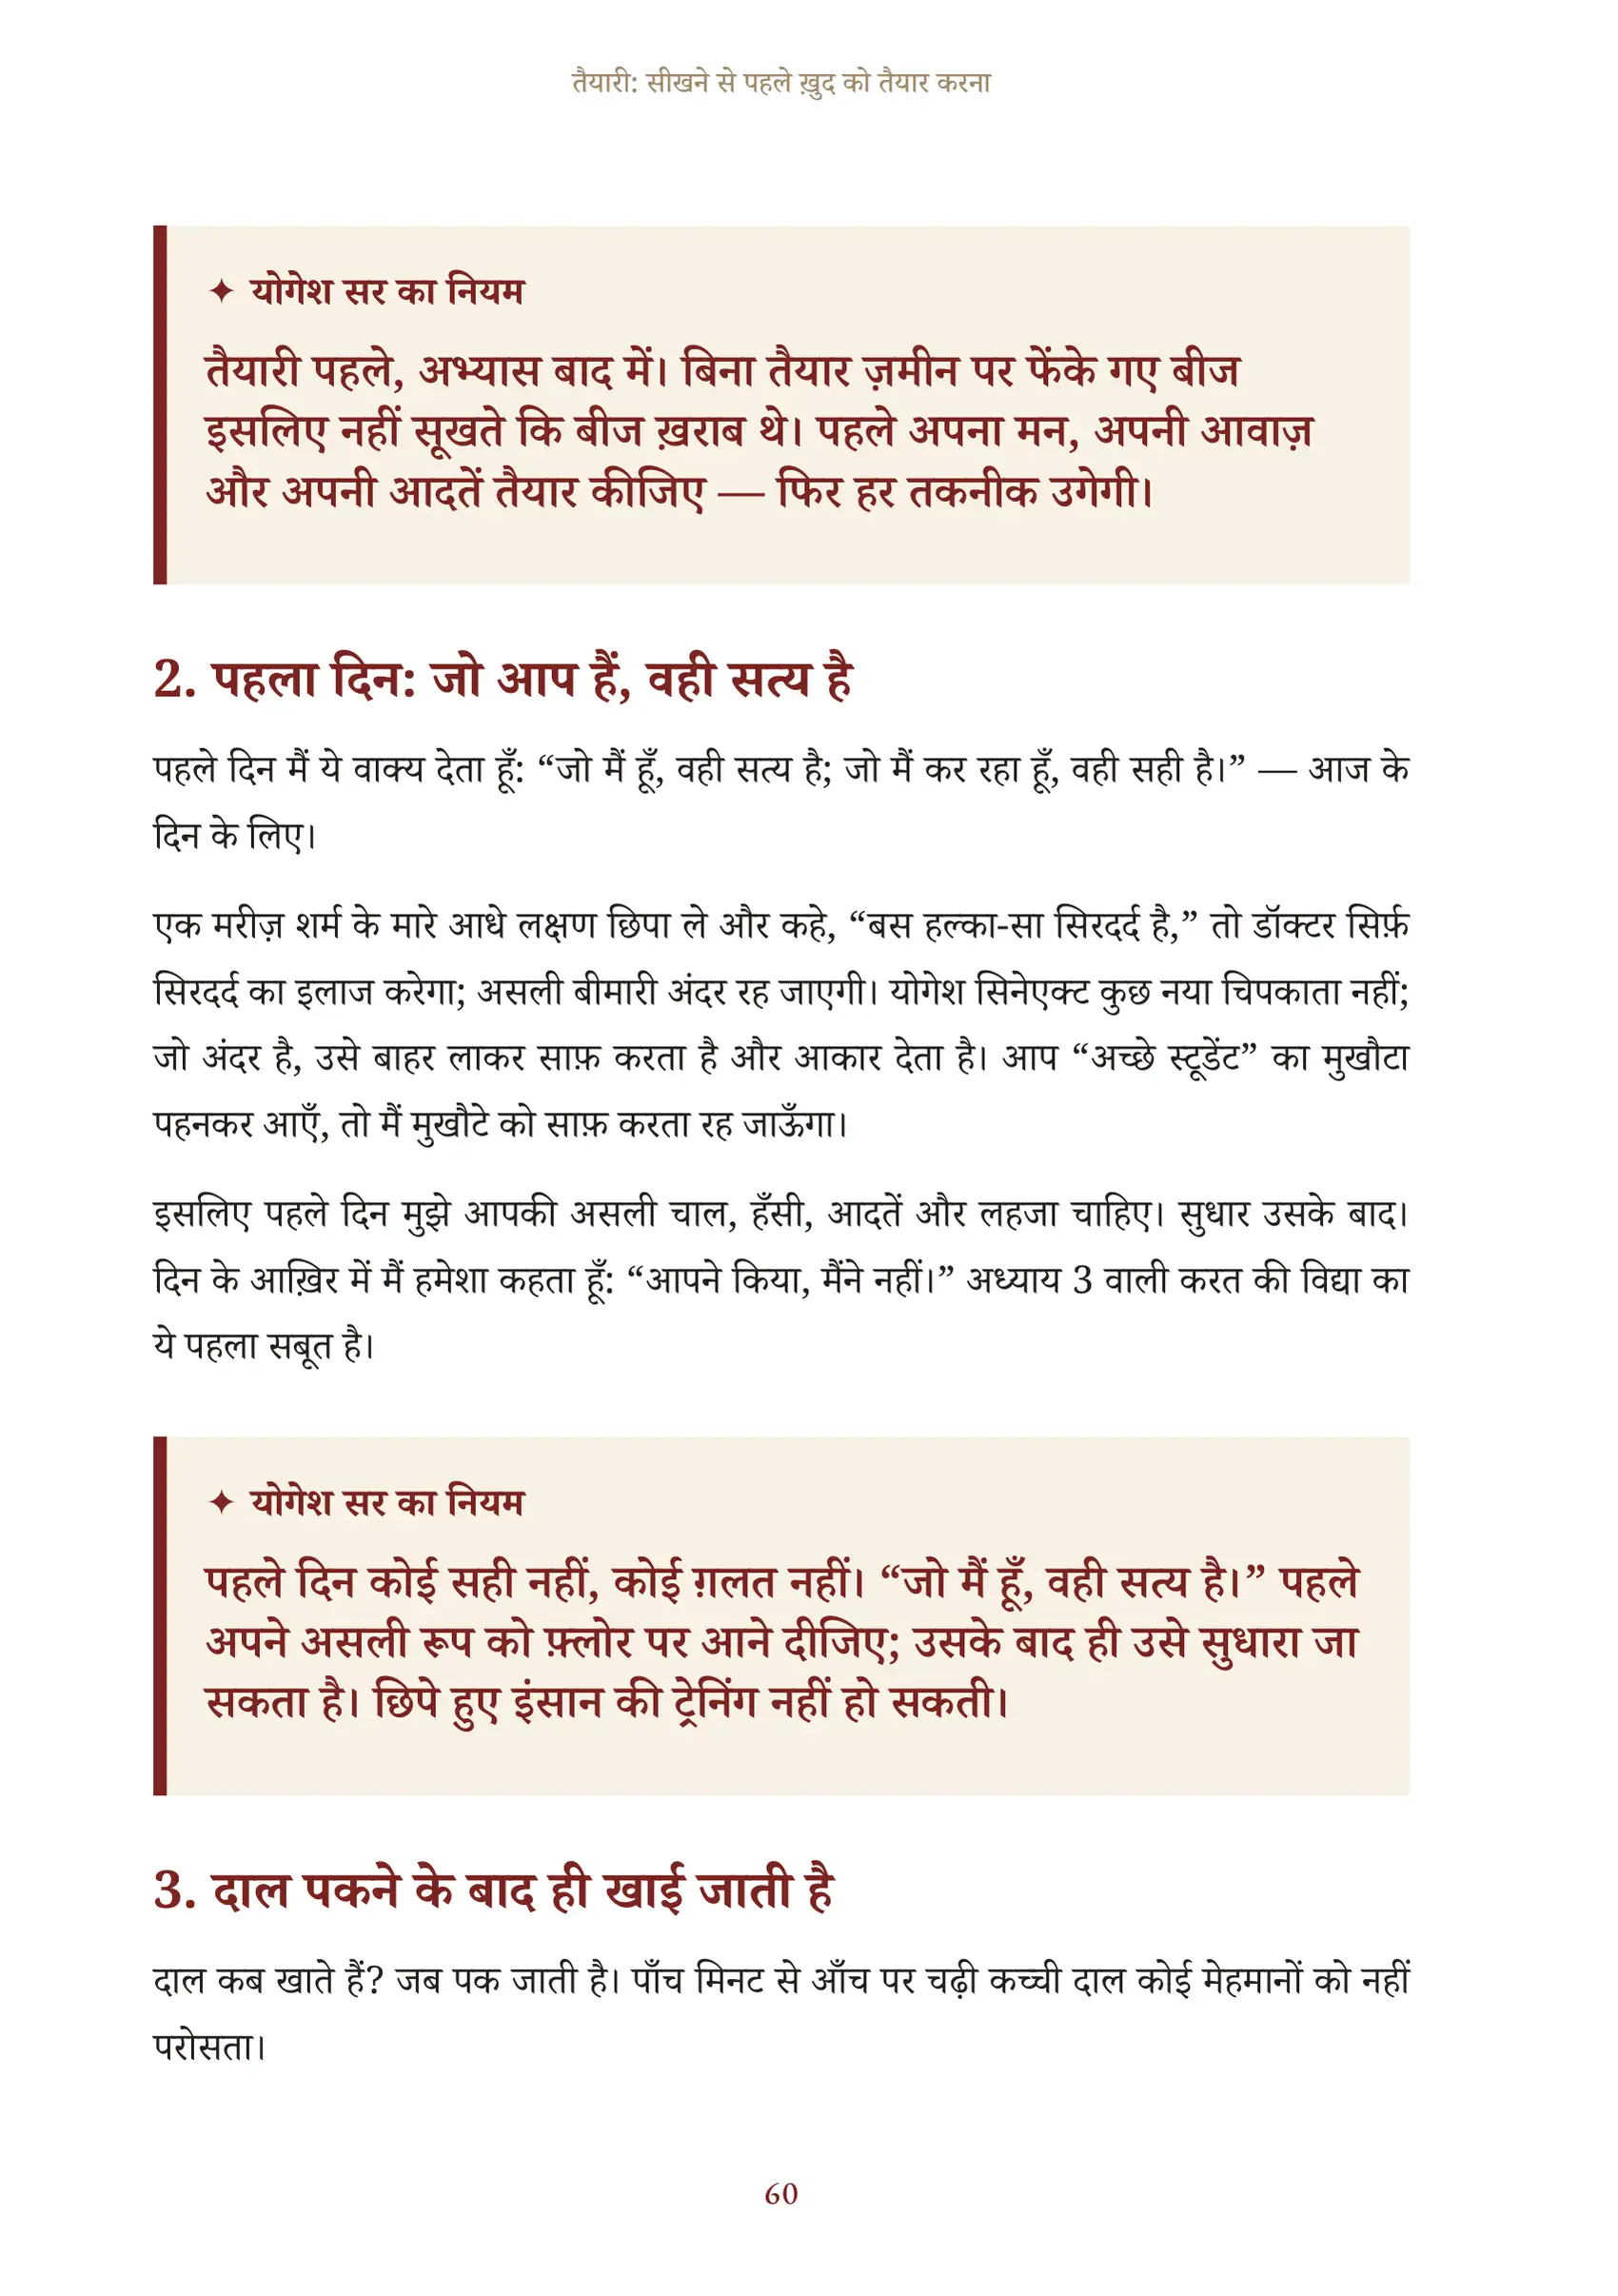 तैयारी: सीखने से पहले ख़ुद को तैयार करना
✦ योगेश सर का नियम
तैयारी पहले, अभ्यास बाद में। बिना तैयार ज़मीन पर फेंके गए बीज
इसलिए नहीं सूखते कि बीज ख़राब थे। पहले अपना मन, अपनी आवाज़
और अपनी आदतें तैयार कीजिए — फिर हर तकनीक उगेगी।
2. पहला दिन: जो आप हैं, वही सत्य है
पहले दिन मैं ये वाक्य देता हूँ: “जो मैं हूँ, वही सत्य है; जो मैं कर रहा हूँ, वही सही है।” — आज के
दिन के लिए।
एक मरीज़ शर्म के मारे आधे लक्षण छिपा ले और कहे, “बस हल्का-सा सिरदर्द है,” तो डॉक्टर सिर्फ़
सिरदर्द का इलाज करेगा; असली बीमारी अंदर रह जाएगी। योगेश सिनेएक्ट कुछ नया चिपकाता नहीं;
जो अंदर है, उसे बाहर लाकर साफ़ करता है और आकार देता है। आप “अच्छे स्टूडेंट” का मुखौटा
पहनकर आएँ, तो मैं मुखौटे को साफ़ करता रह जाऊँगा।
इसलिए पहले दिन मुझे आपकी असली चाल, हँसी, आदतें और लहजा चाहिए। सुधार उसके बाद।
दिन के आख़िर में मैं हमेशा कहता हूँ: “आपने किया, मैंने नहीं।” अध्याय 3 वाली करत की विद्या का
ये पहला सबूत है।
✦ योगेश सर का नियम
पहले दिन कोई सही नहीं, कोई ग़लत नहीं। “जो मैं हूँ, वही सत्य है।” पहले
अपने असली रूप को फ़्लोर पर आने दीजिए; उसके बाद ही उसे सुधारा जा
सकता है। छिपे हुए इंसान की ट्रेनिंग नहीं हो सकती।
3. दाल पकने के बाद ही खाई जाती है
दाल कब खाते हैं? जब पक जाती है। पाँच मिनट से आँच पर चढ़ी कच्ची दाल कोई मेहमानों को नहीं
परोसता।
60